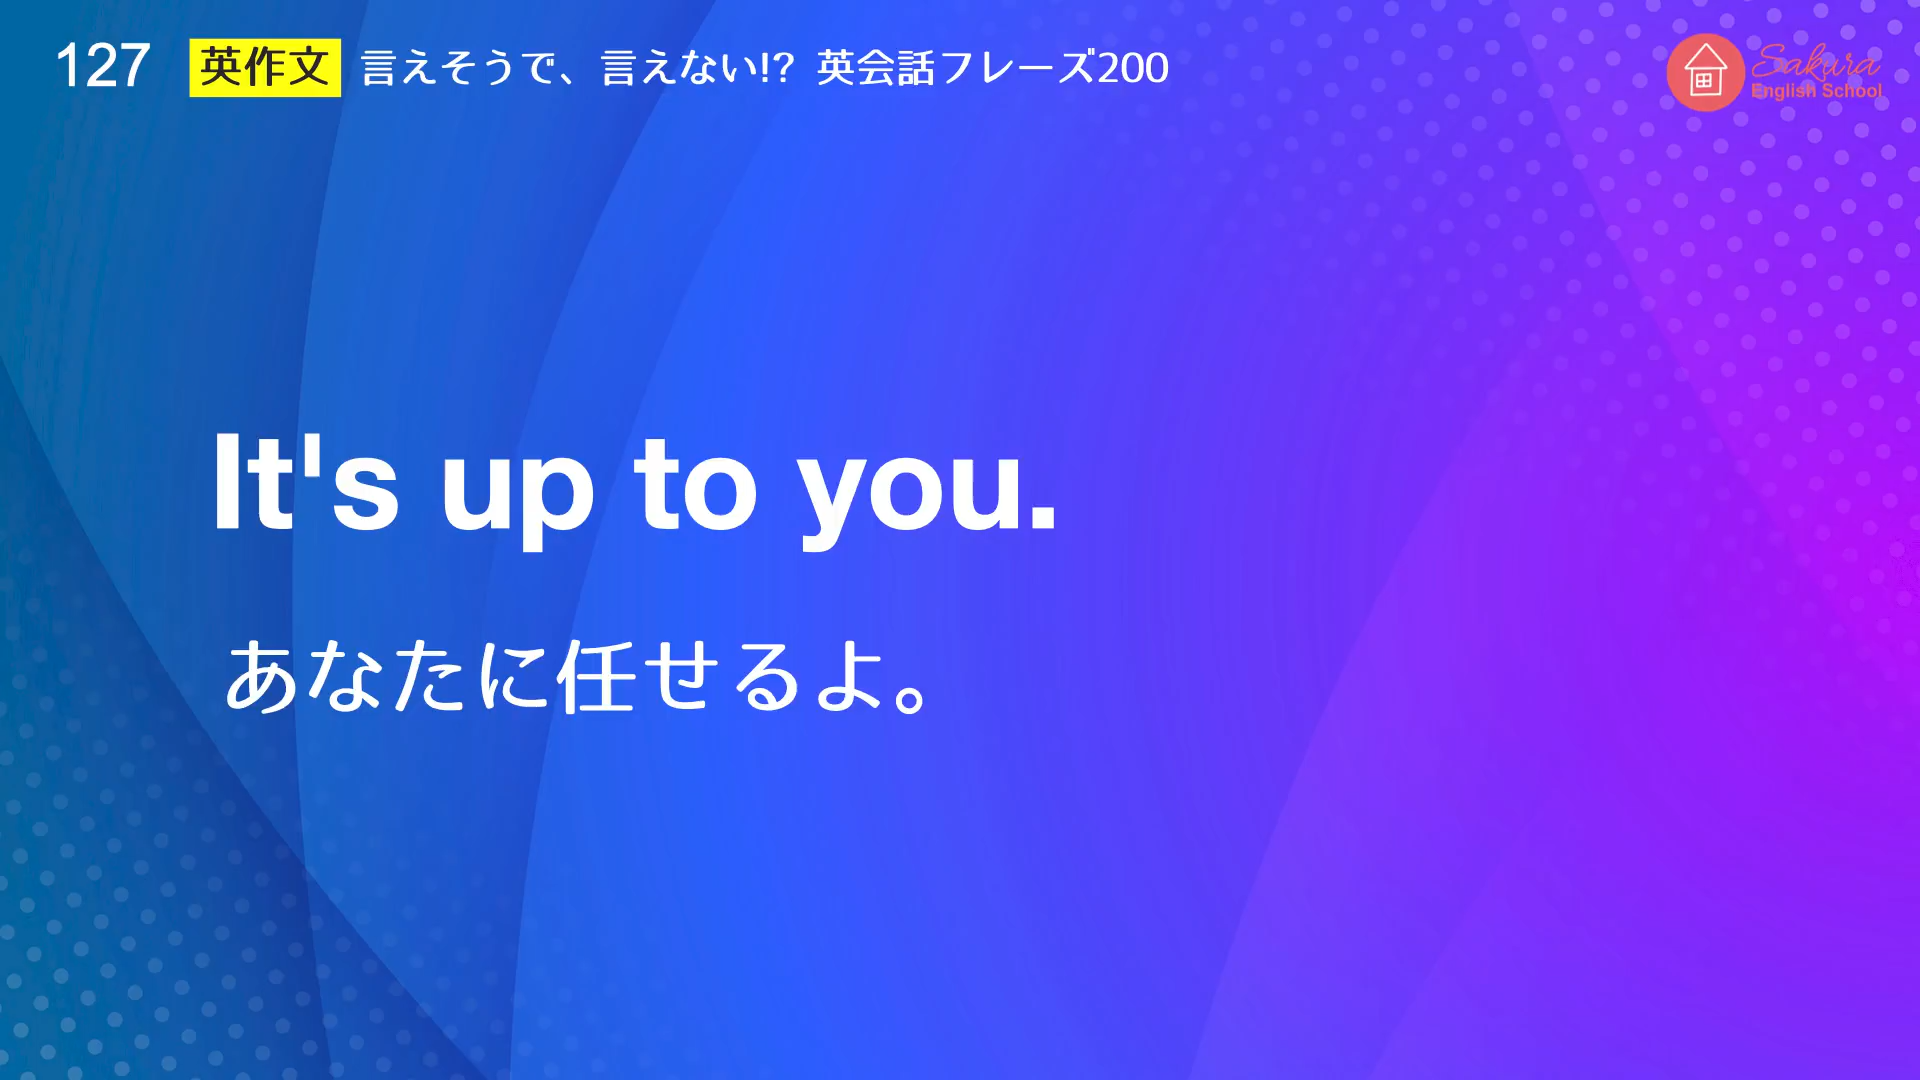 127 英作文 言えそうで、言えない!? 英会話フレーズ200
Sakura
English School
It's up to you.
あなたに任せるよ。